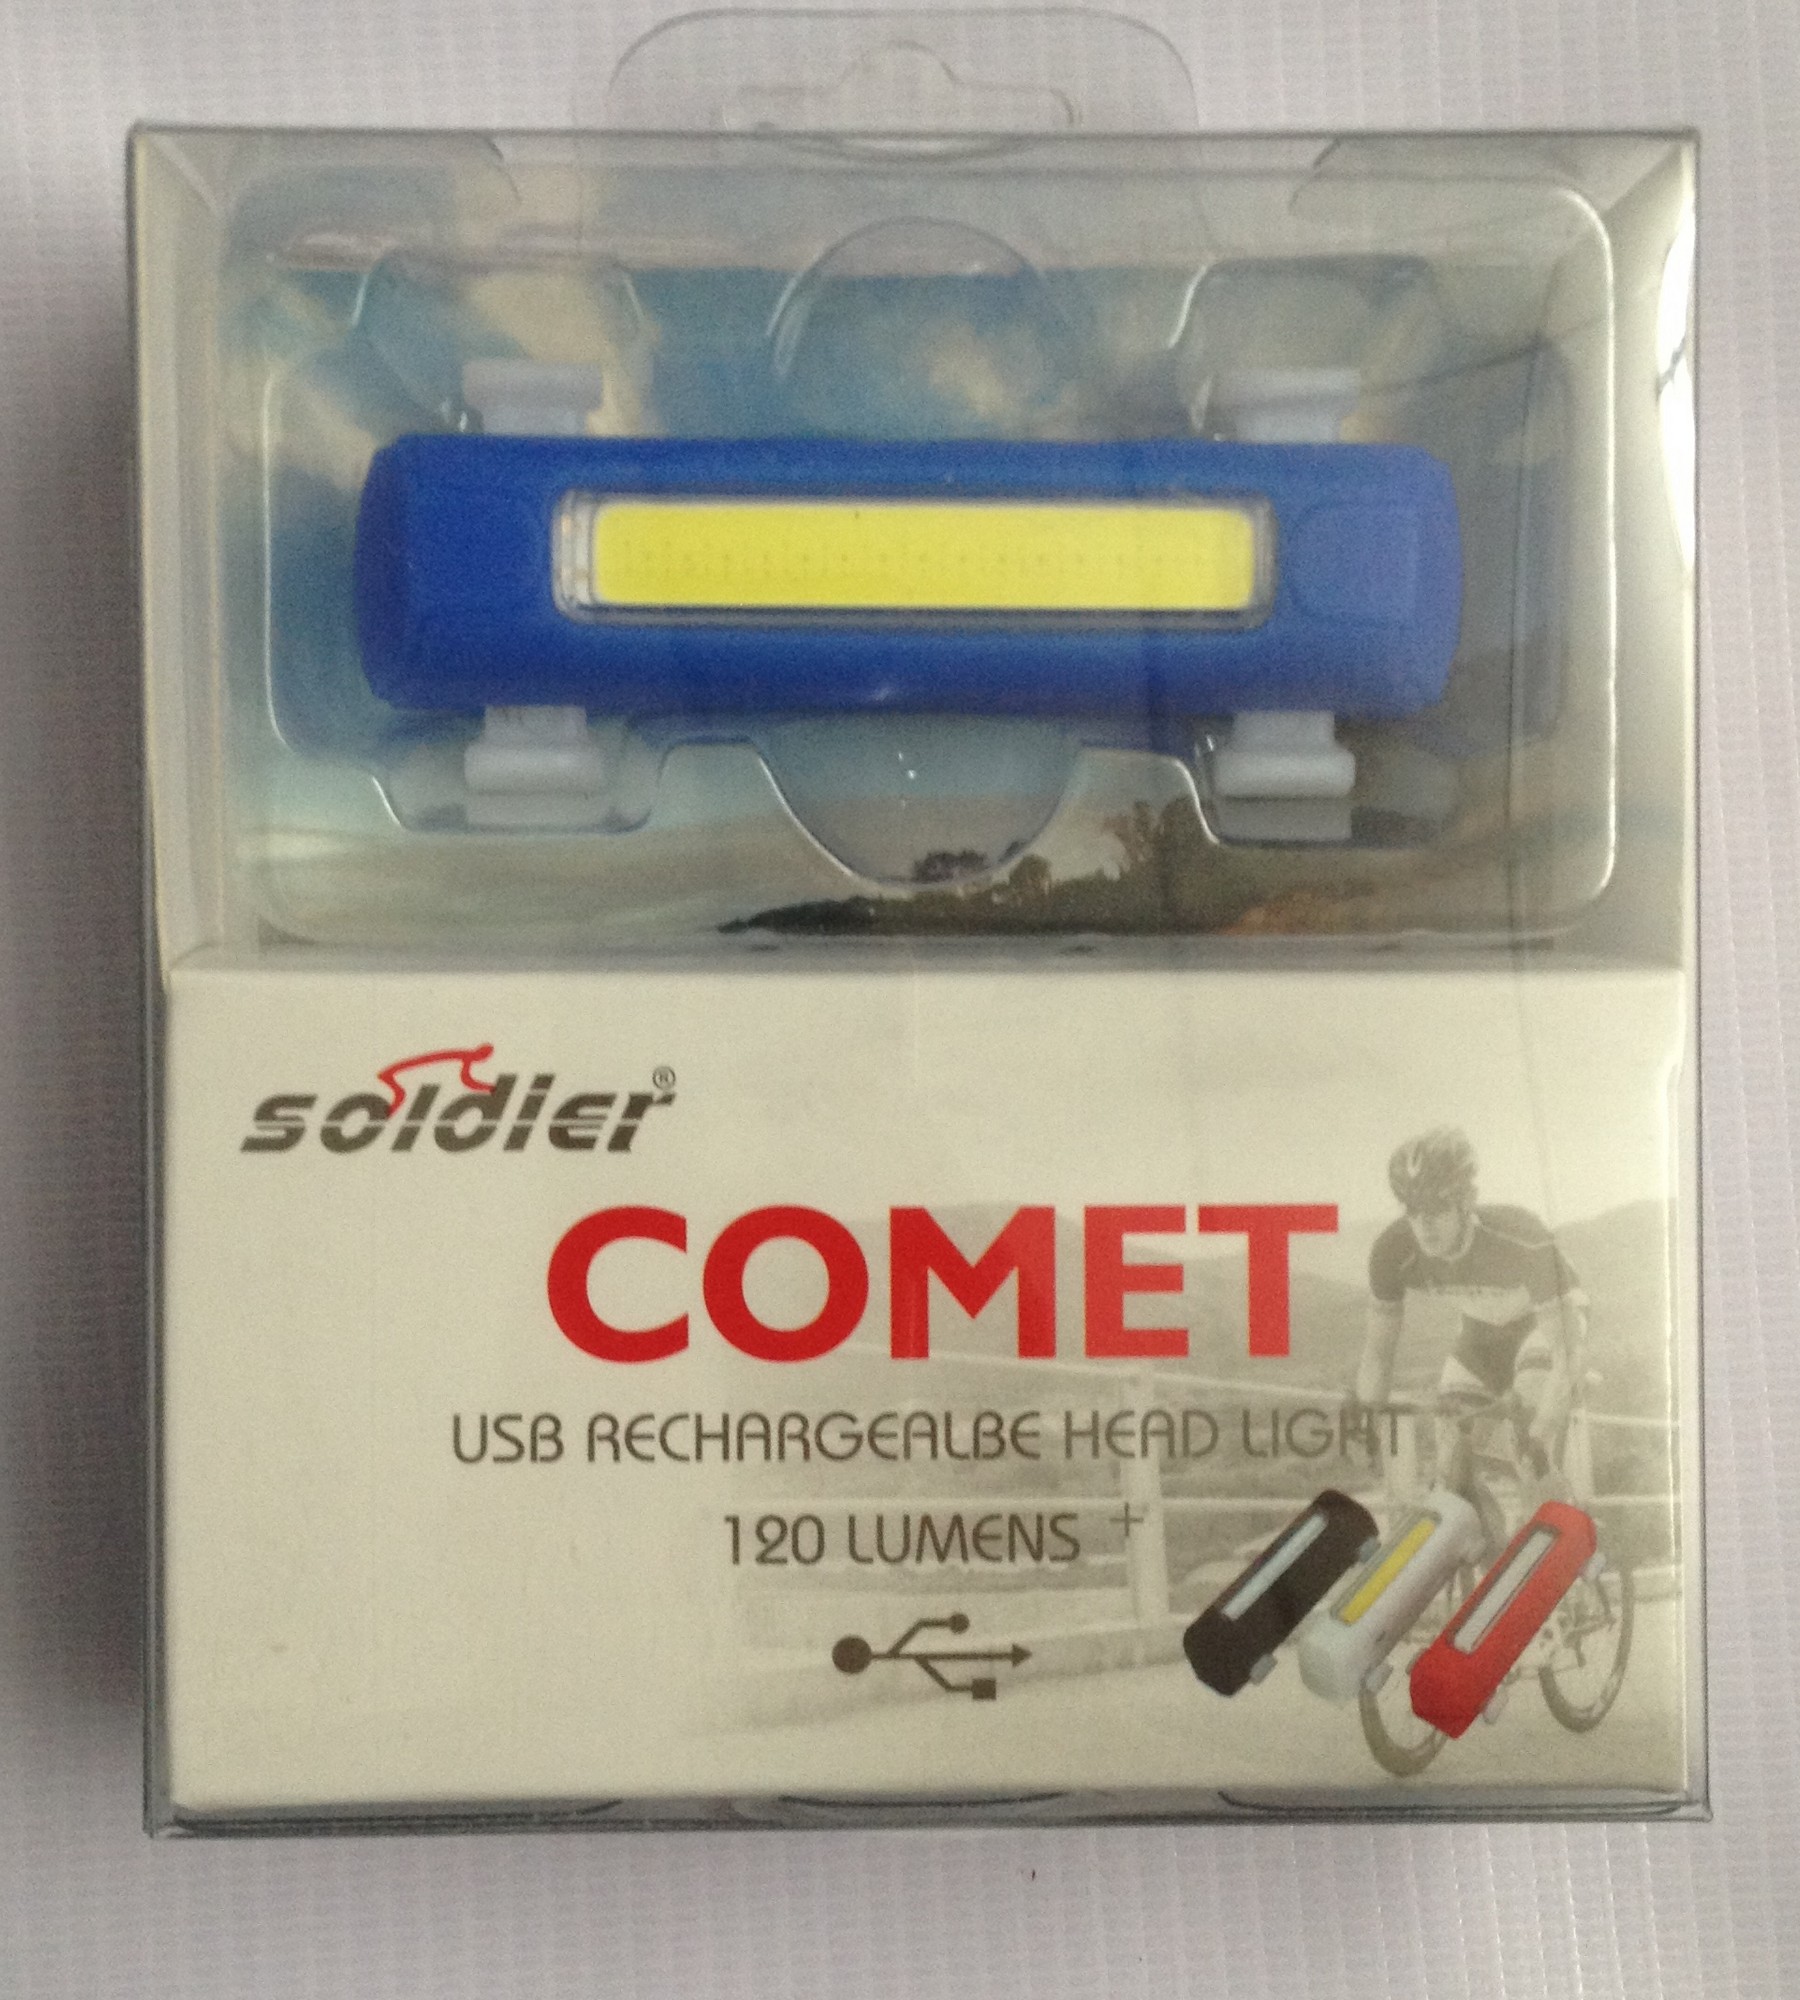 soldier®
COMET
USB RECHARGEALBE HEAD LIGHT
120 LUMENS +